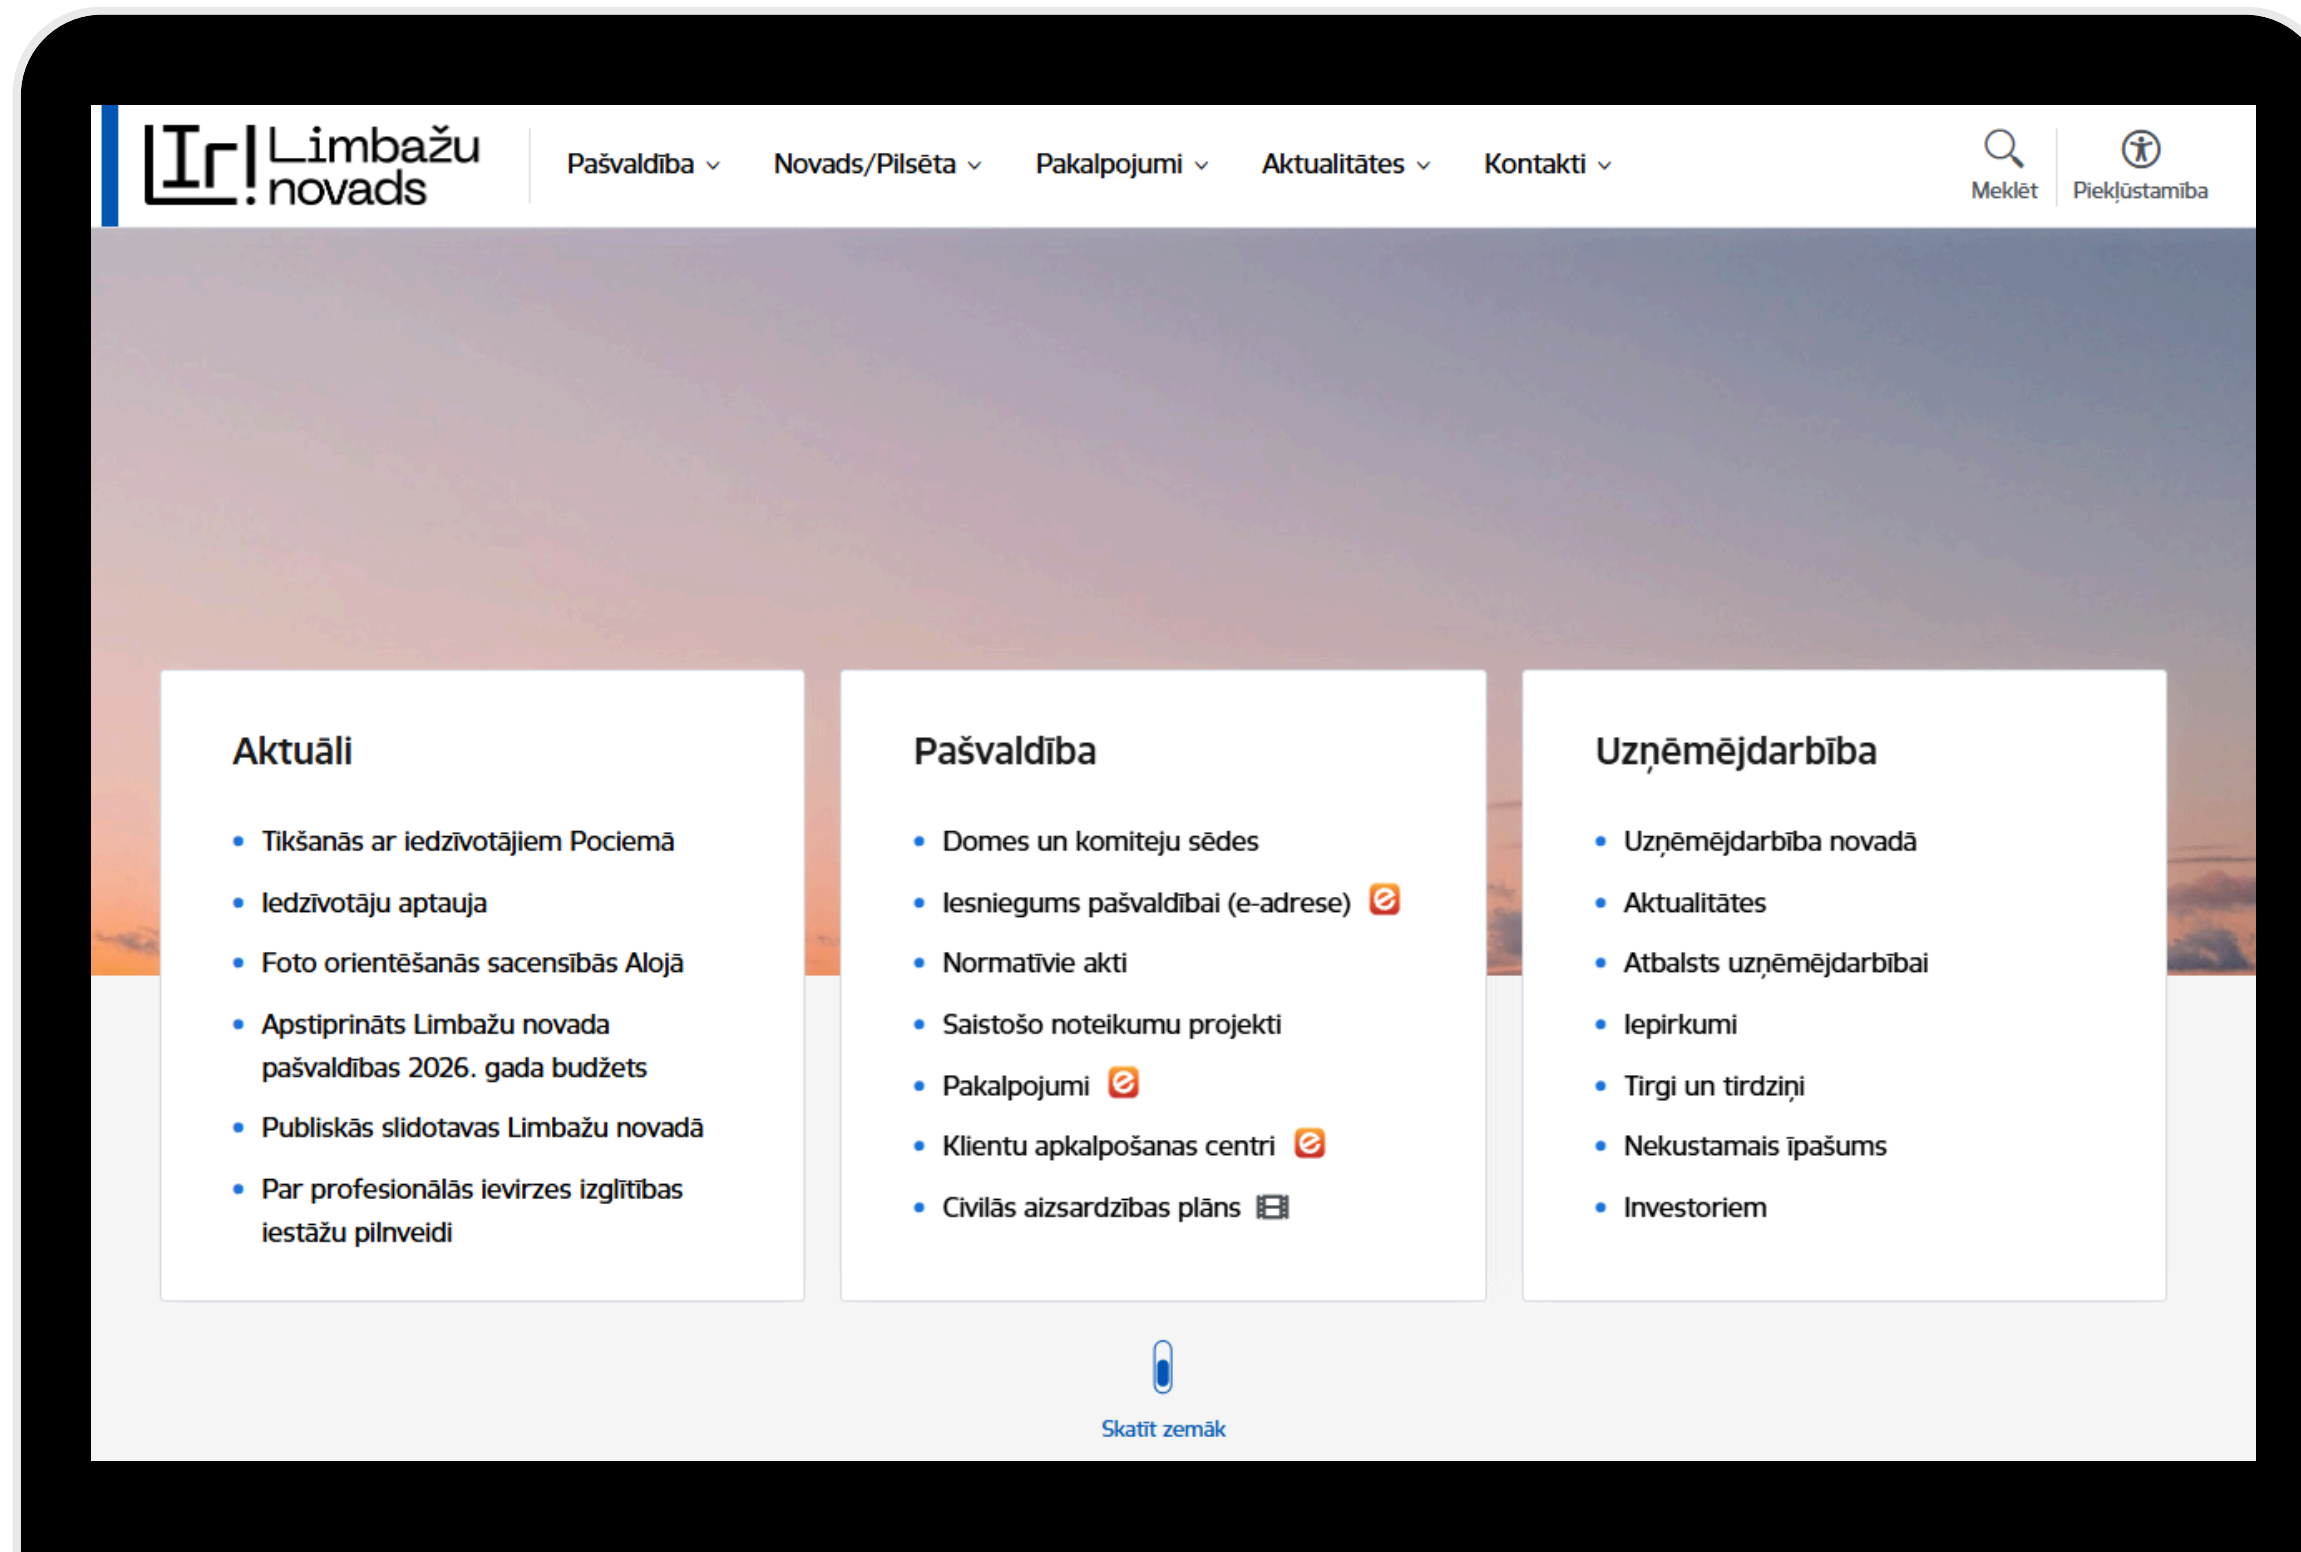 Ir! Limbažu
novads
Pašvaldība
Novads/Pilsēta
Pakalpojumi
Aktualitātes
Kontakti
Meklēt
Piekļūstamība
Aktuāli
Tikšanās ar iedzīvotājiem Pociemā
Iedzīvotāju aptauja
Foto orientēšanās sacensībās Alojā
Apstiprināts Limbažu novada
pašvaldības 2026. gada budžets
Publiskās slidotavas Limbažu novadā
Par profesionālās ievirzes izglītības
iestāžu pilnveidi
Pašvaldība
Domes un komiteju sēdes
Iesniegums pašvaldībai (e-adrese)
Normatīvie akti
Saistošo noteikumu projekti
Pakalpojumi
Klientu apkalpošanas centri
Civilās aizsardzības plāns
Uzņēmējdarbība
Uzņēmējdarbība novadā
Aktualitātes
Atbalsts uzņēmējdarbībai
Iepirkumi
Tirgi un tirdziņi
Nekustamais īpašums
Investoriem
Skatīt zemāk